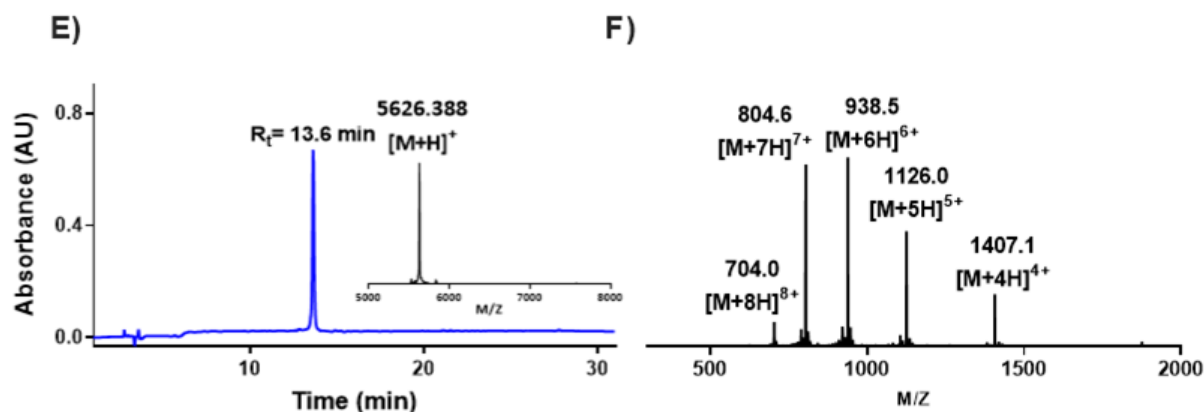 E)
Absorbance (AU)
0.8
0.4
0.0
Rt= 13.6 min
5626.388
[M+H]+
5000 6000 7000 8000
M/Z
10 20 30
Time (min)
F)
804.6
[M+7H]7+
938.5
[M+6H]6+
1126.0
[M+5H]5+
1407.1
[M+4H]4+
704.0
[M+8H]8+
500 1000 1500 2000
M/Z